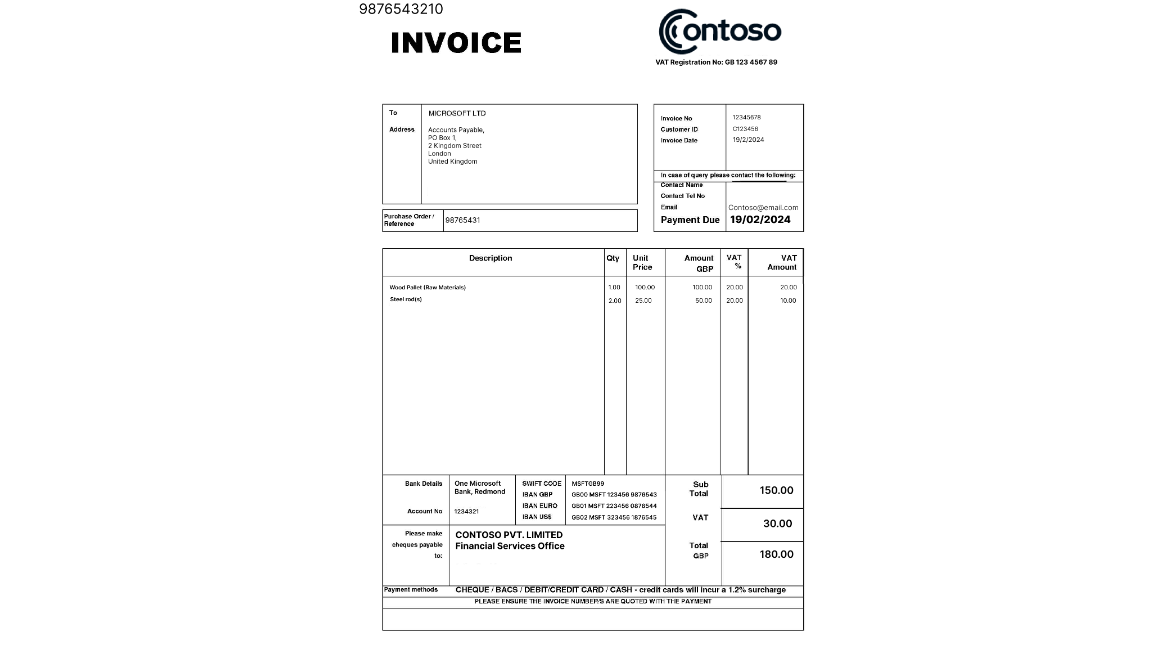 9876543210
INVOICE
Contoso
VAT Registration No: GB 123 4567 89
To MICROSOFT LTD
Address Accounts Payable,
PO Box 1,
2 Kingdom Street
London
United Kingdom
Purchase Order / Reference 98765431
Invoice No 12345678
Customer ID C123456
Invoice Date 19/2/2024
In case of query please contact the following:
Contact Name
Contact Tel No
Email Contoso@email.com
Payment Due 19/02/2024
Description Qty Unit Price Amount GBP VAT % VAT Amount
Wood Pallet (Raw Materials) 1.00 100.00 100.00 20.00 20.00
Steel rod(s) 2.00 25.00 50.00 20.00 10.00
Bank Details One Microsoft Bank, Redmond
Account No 1234321
SWIFT CODE MSFTGB99
IBAN GBP GB00 MSFT 123456 9876543
IBAN EURO GB01 MSFT 223456 0876544
IBAN US$ GB02 MSFT 323456 1876545
Sub Total 150.00
VAT 30.00
Total GBP 180.00
Please make cheques payable to:
CONTOSO PVT. LIMITED
Financial Services Office
Payment methods CHEQUE / BACS / DEBIT/CREDIT CARD / CASH - credit cards will incur a 1.2% surcharge
PLEASE ENSURE THE INVOICE NUMBER/S ARE QUOTED WITH THE PAYMENT